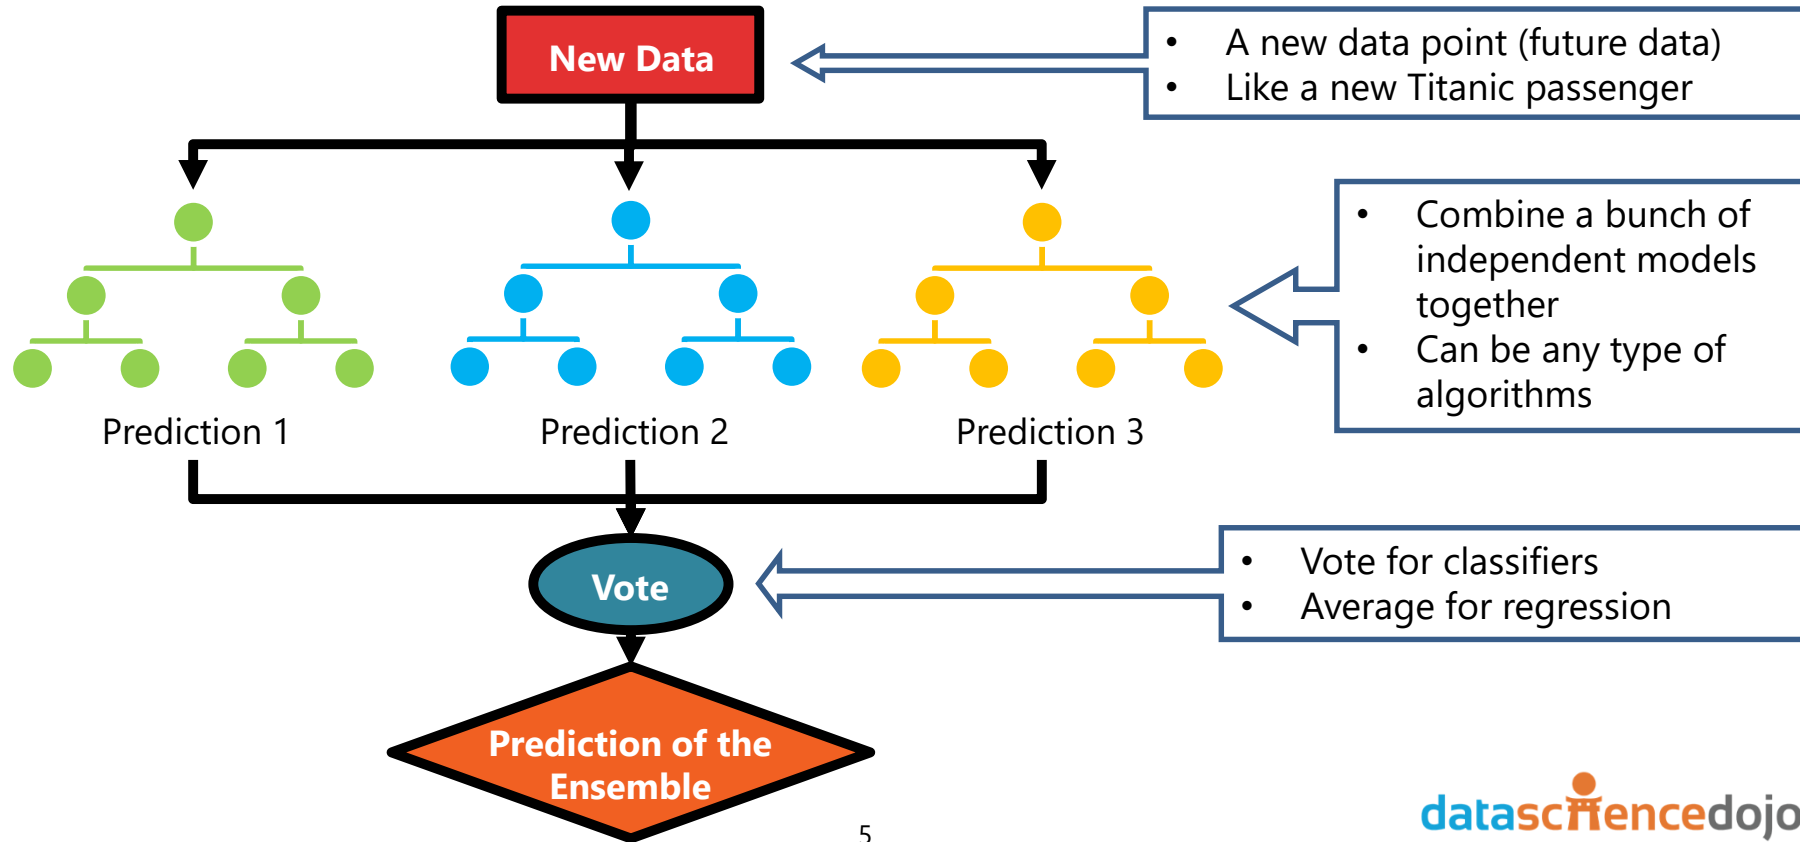 New Data
• A new data point (future data)
• Like a new Titanic passenger
• Combine a bunch of
independent models
together
• Can be any type of
algorithms
Prediction 1
Prediction 2
Prediction 3
Vote
• Vote for classifiers
• Average for regression
Prediction of the
Ensemble
5
datasciencedojo